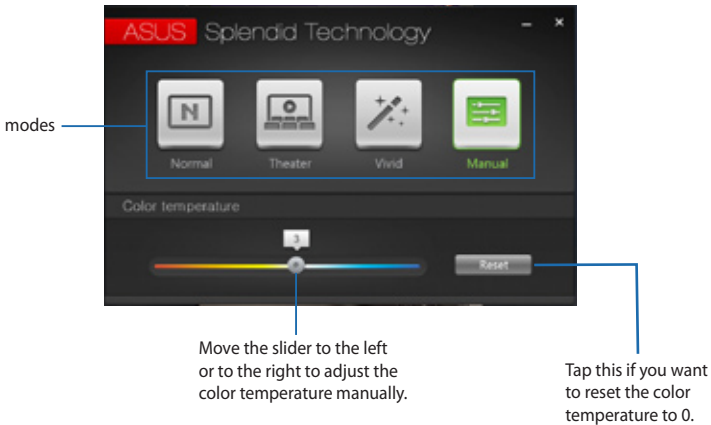 ASUS Splendid Technology
modes
Normal Theater Vivid Manual
Color temperature
3
Reset
Move the slider to the left
or to the right to adjust the
color temperature manually.
Tap this if you want
to reset the color
temperature to 0.